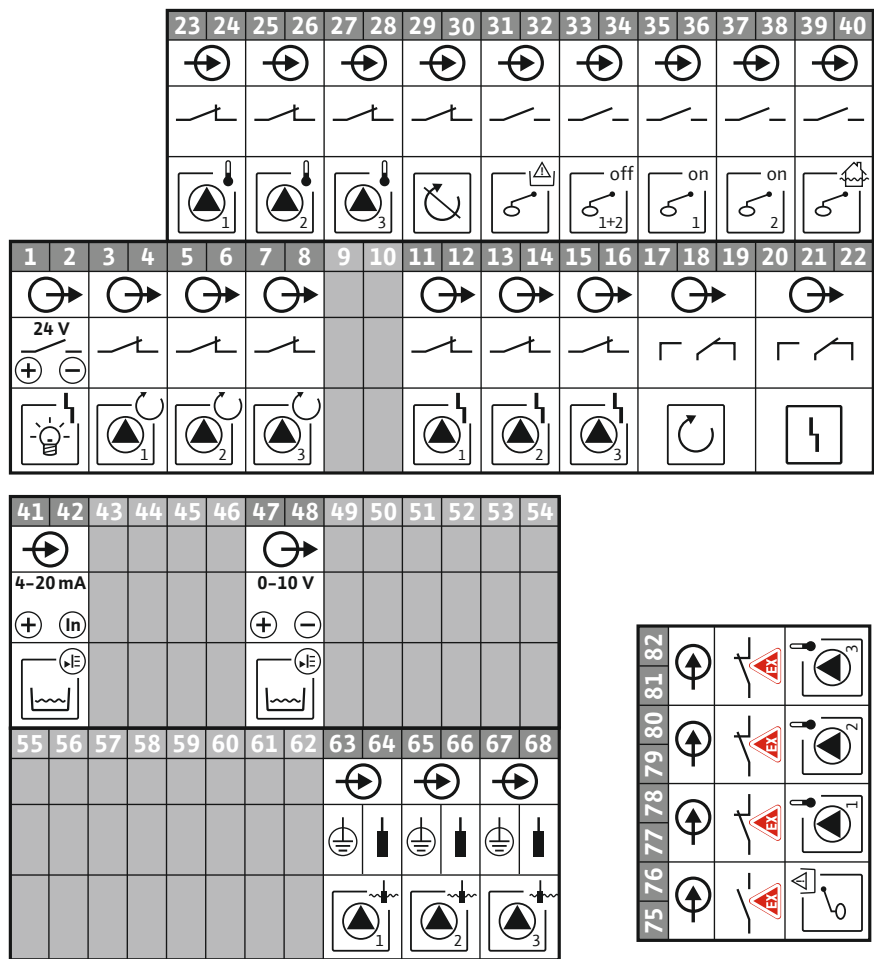 23 24 25 26 27 28 29 30 31 32 33 34 35 36 37 38 39 40
off on on
1 2 3 1+2 1 2
1 2 3 4 5 6 7 8 9 10 11 12 13 14 15 16 17 18 19 20 21 22
24 V
+ −
1 2 3 1 2 3
41 42 43 44 45 46 47 48 49 50 51 52 53 54
4–20 mA 0–10 V
+ In + −
55 56 57 58 59 60 61 62 63 64 65 66 67 68
1 2 3
81 82
EX
3
79 80
EX
2
77 78
EX
1
75 76
EX